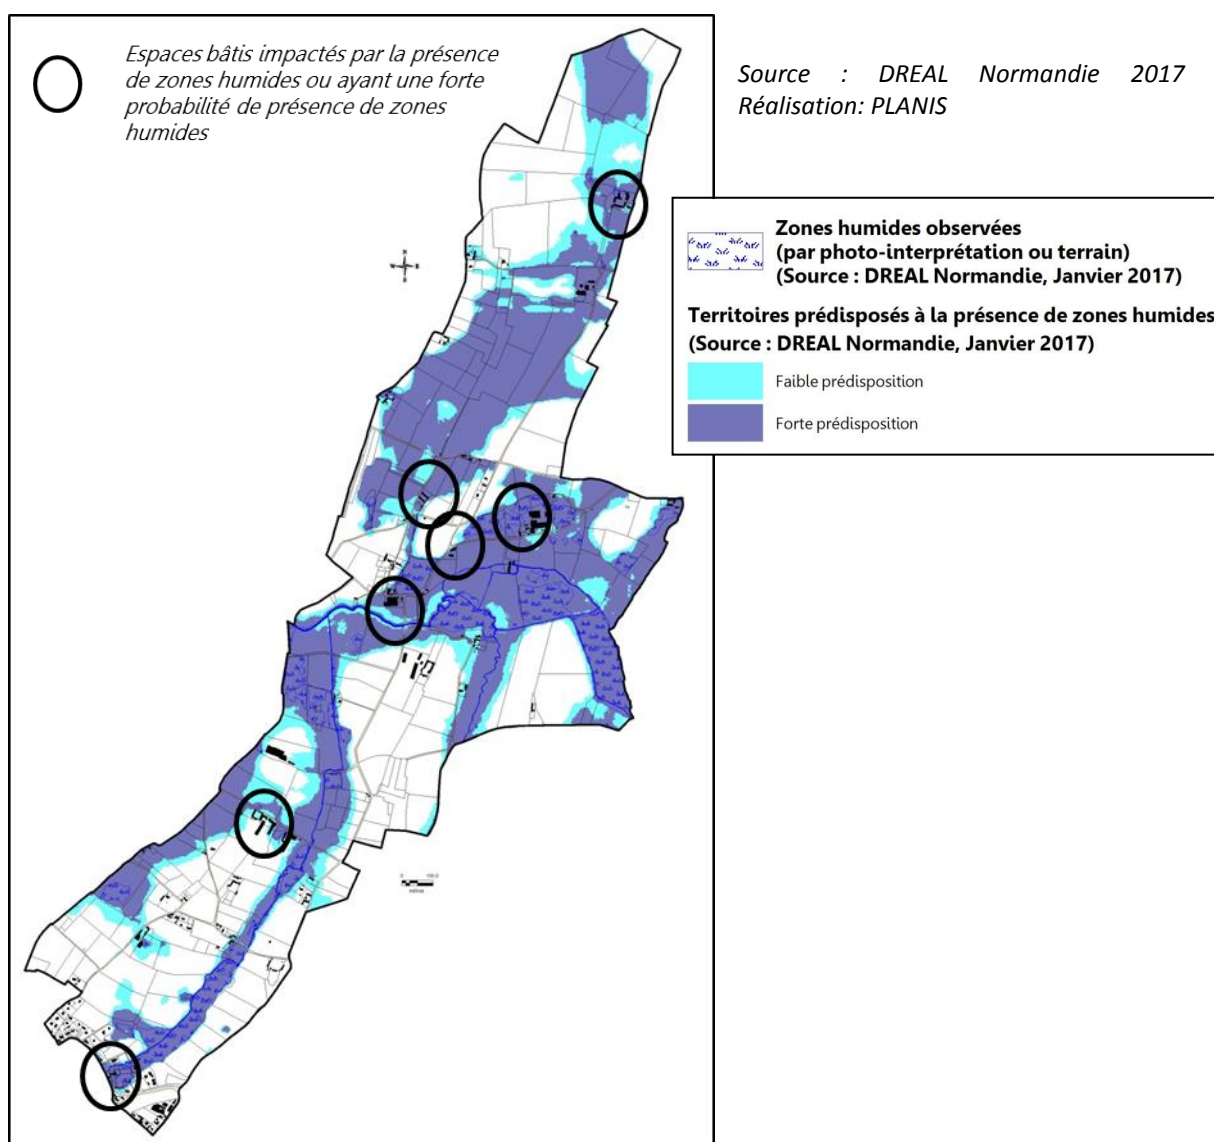 Espaces bâtis impactés par la présence
de zones humides ou ayant une forte
probabilité de présence de zones
humides
Source : DREAL Normandie 2017
Réalisation: PLANIS
Zones humides observées
(par photo-interprétation ou terrain)
(Source : DREAL Normandie, Janvier 2017)
Territoires prédisposés à la présence de zones humides
(Source : DREAL Normandie, Janvier 2017)
Faible prédisposition
Forte prédisposition